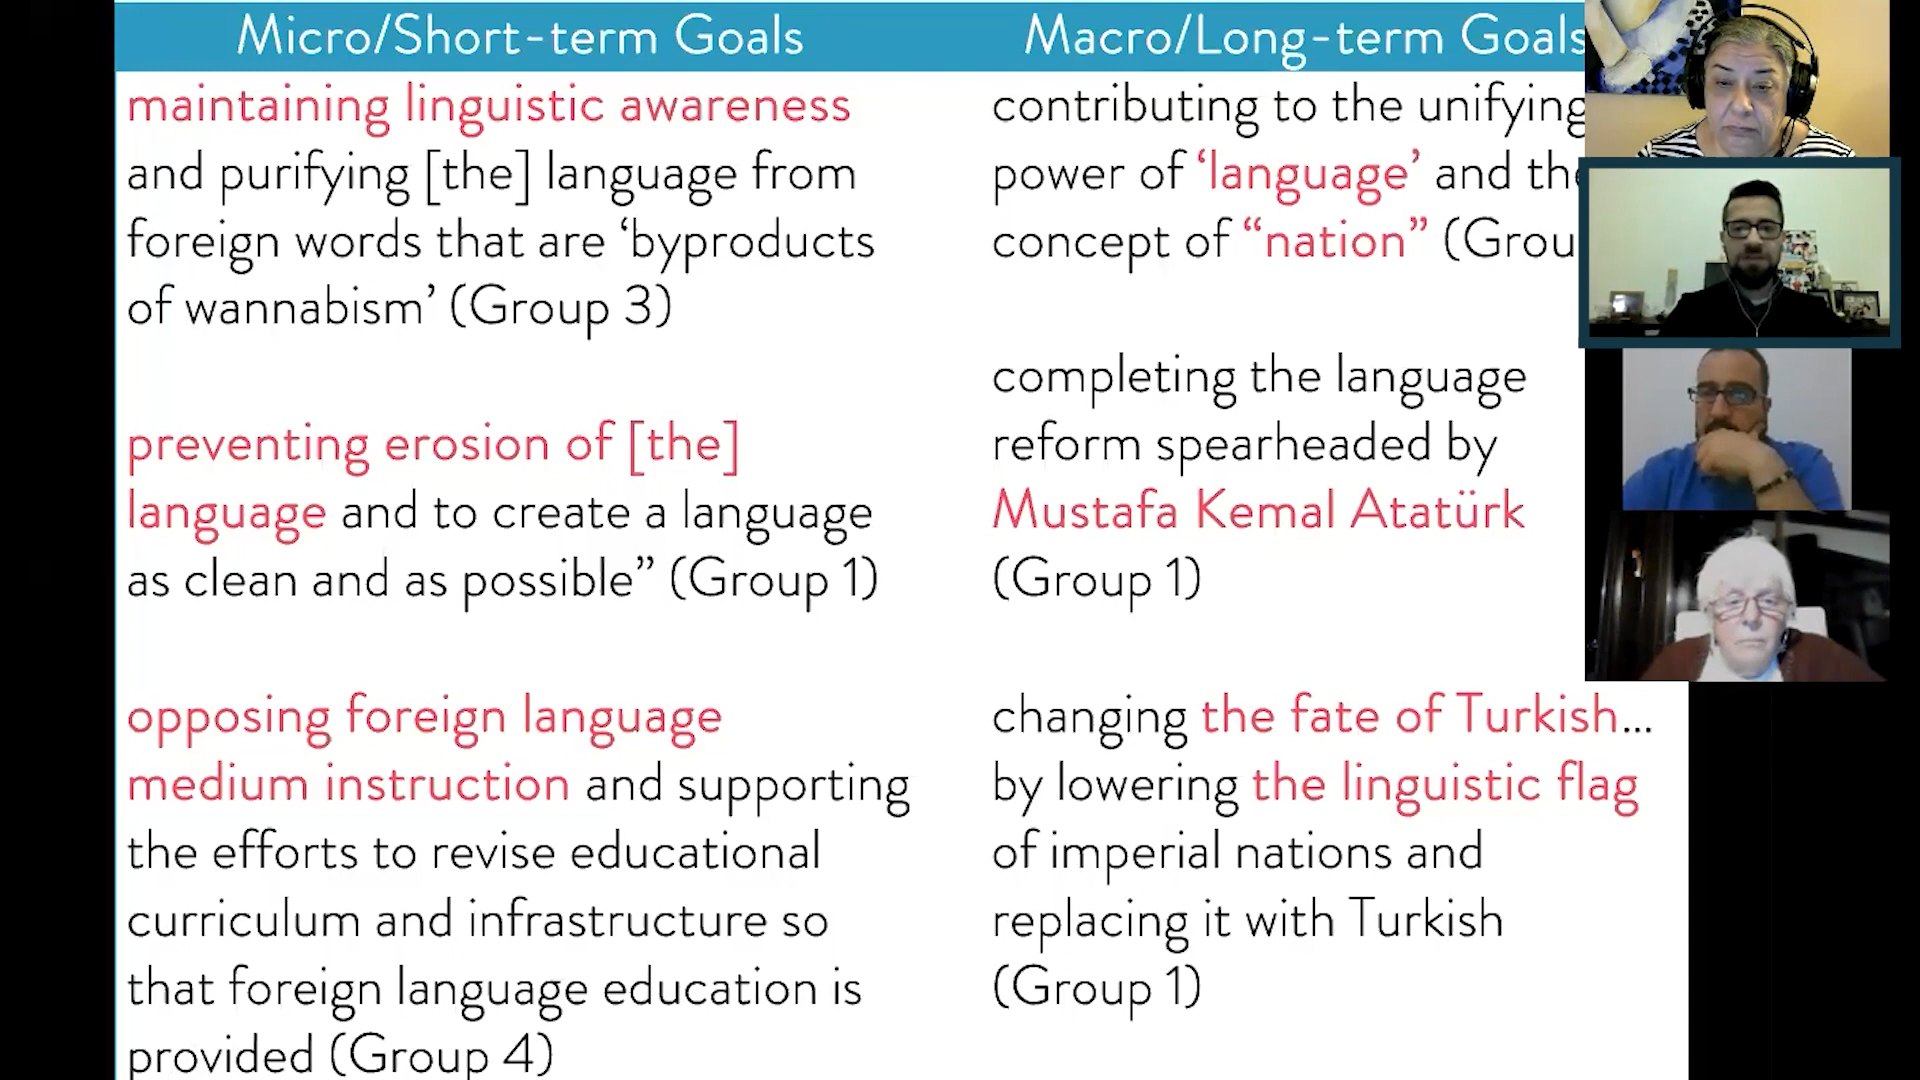 Micro/Short-term Goals
maintaining linguistic awareness
and purifying [the] language from
foreign words that are ‘byproducts
of wannabism’ (Group 3)
preventing erosion of [the]
language and to create a language
as clean and as possible” (Group 1)
opposing foreign language
medium instruction and supporting
the efforts to revise educational
curriculum and infrastructure so
that foreign language education is
provided (Group 4)
Macro/Long-term Goals
contributing to the unifying
power of ‘language’ and the
concept of “nation” (Grou
completing the language
reform spearheaded by
Mustafa Kemal Atatürk
(Group 1)
changing the fate of Turkish...
by lowering the linguistic flag
of imperial nations and
replacing it with Turkish
(Group 1)